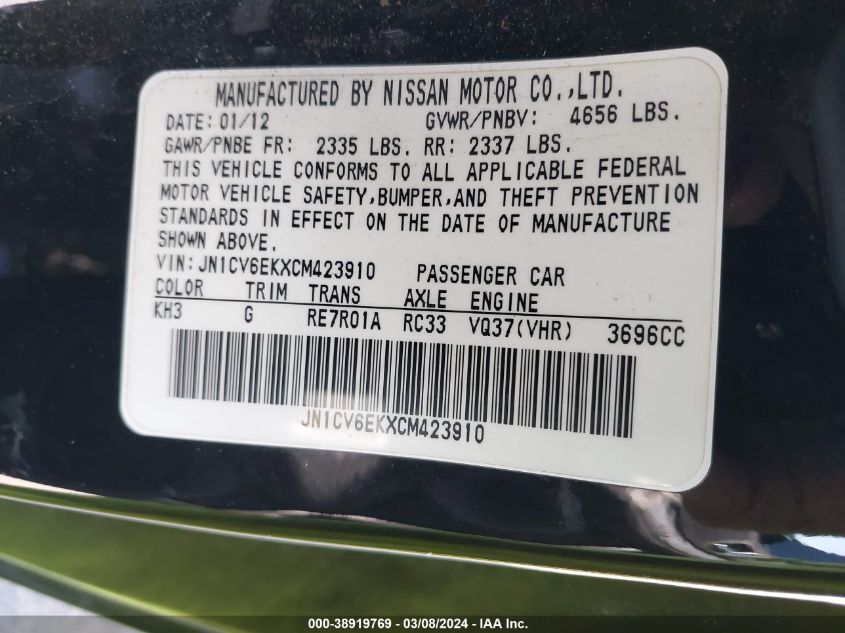 MANUFACTURED BY NISSAN MOTOR CO.,LTD.
DATE: 01/12 GVWR/PNBV: 4656 LBS.
GAWR/PNBE FR: 2335 LBS. RR: 2337 LBS.
THIS VEHICLE CONFORMS TO ALL APPLICABLE FEDERAL
MOTOR VEHICLE SAFETY,BUMPER,AND THEFT PREVENTION
STANDARDS IN EFFECT ON THE DATE OF MANUFACTURE
SHOWN ABOVE.
VIN:JN1CV6EKXCM423910 PASSENGER CAR
COLOR TRIM TRANS AXLE ENGINE
KH3 G RE7R01A RC33 VQ37(VHR) 3696CC
JN1CV6EKXCM423910
000-38919769 - 03/08/2024 - IAA Inc.